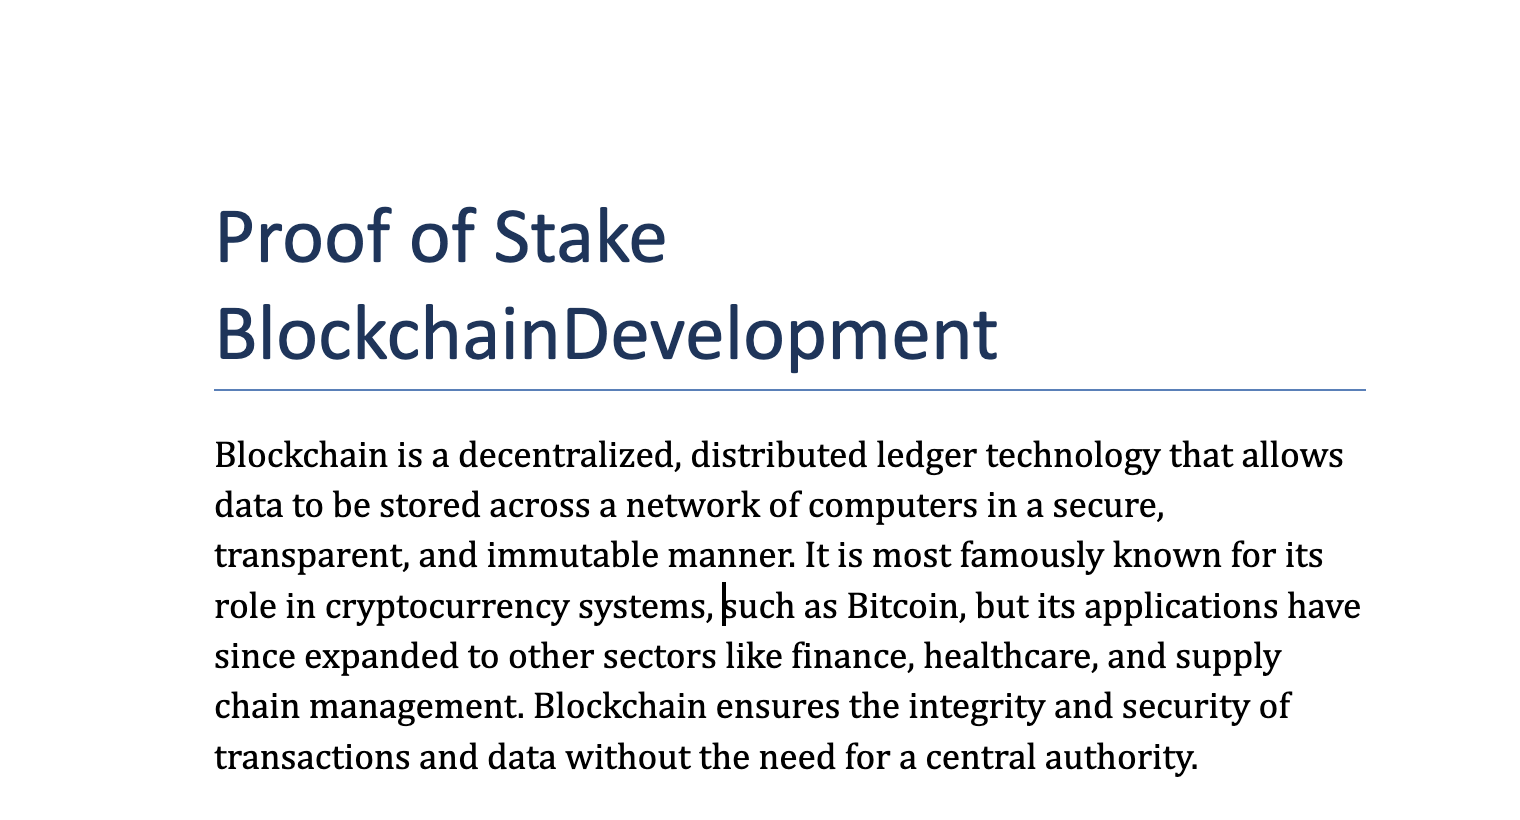 Proof of Stake
BlockchainDevelopment
Blockchain is a decentralized, distributed ledger technology that allows
data to be stored across a network of computers in a secure,
transparent, and immutable manner. It is most famously known for its
role in cryptocurrency systems, such as Bitcoin, but its applications have
since expanded to other sectors like finance, healthcare, and supply
chain management. Blockchain ensures the integrity and security of
transactions and data without the need for a central authority.